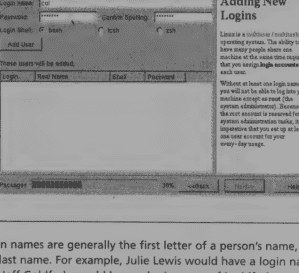 Login Name:
Password: Confirm Spelling:
Login Shell: bash tcsh zsh
Add User
These users will be added.
Login Real Name Shell Password
Packages 30% <<Back Help
Adding New
Logins
Linux is a
operating system. The ability to
have many people share one
machine at the same time requires
that you assign login accounts
each user.
Without at least one login name
you will not be able to log into y
machine except as root (the
system administrator). Because
the root account is reserved for
system administration tasks, it
imperative that you set up at le
one user account for your
every-day usage.
n names are generally the first letter of a person's name,
last name. For example, Julie Lewis would have a login na